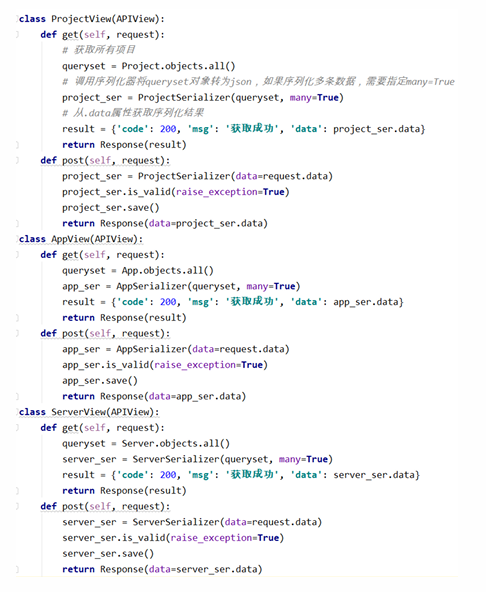 class ProjectView(APIView):
    def get(self, request):
        # 获取所有项目
        queryset = Project.objects.all()
        # 调用序列化器将queryset对象转为json，如果序列化多条数据，需要指定many=True
        project_ser = ProjectSerializer(queryset, many=True)
        # 从.data属性获取序列化结果
        result = {'code': 200, 'msg': '获取成功', 'data': project_ser.data}
        return Response(result)
    def post(self, request):
        project_ser = ProjectSerializer(data=request.data)
        project_ser.is_valid(raise_exception=True)
        project_ser.save()
        return Response(data=project_ser.data)
class AppView(APIView):
    def get(self, request):
        queryset = App.objects.all()
        app_ser = AppSerializer(queryset, many=True)
        result = {'code': 200, 'msg': '获取成功', 'data': app_ser.data}
        return Response(result)
    def post(self, request):
        app_ser = AppSerializer(data=request.data)
        app_ser.is_valid(raise_exception=True)
        app_ser.save()
        return Response(data=app_ser.data)
class ServerView(APIView):
    def get(self, request):
        queryset = Server.objects.all()
        server_ser = ServerSerializer(queryset, many=True)
        result = {'code': 200, 'msg': '获取成功', 'data': server_ser.data}
        return Response(result)
    def post(self, request):
        server_ser = ServerSerializer(data=request.data)
        server_ser.is_valid(raise_exception=True)
        server_ser.save()
        return Response(data=server_ser.data)